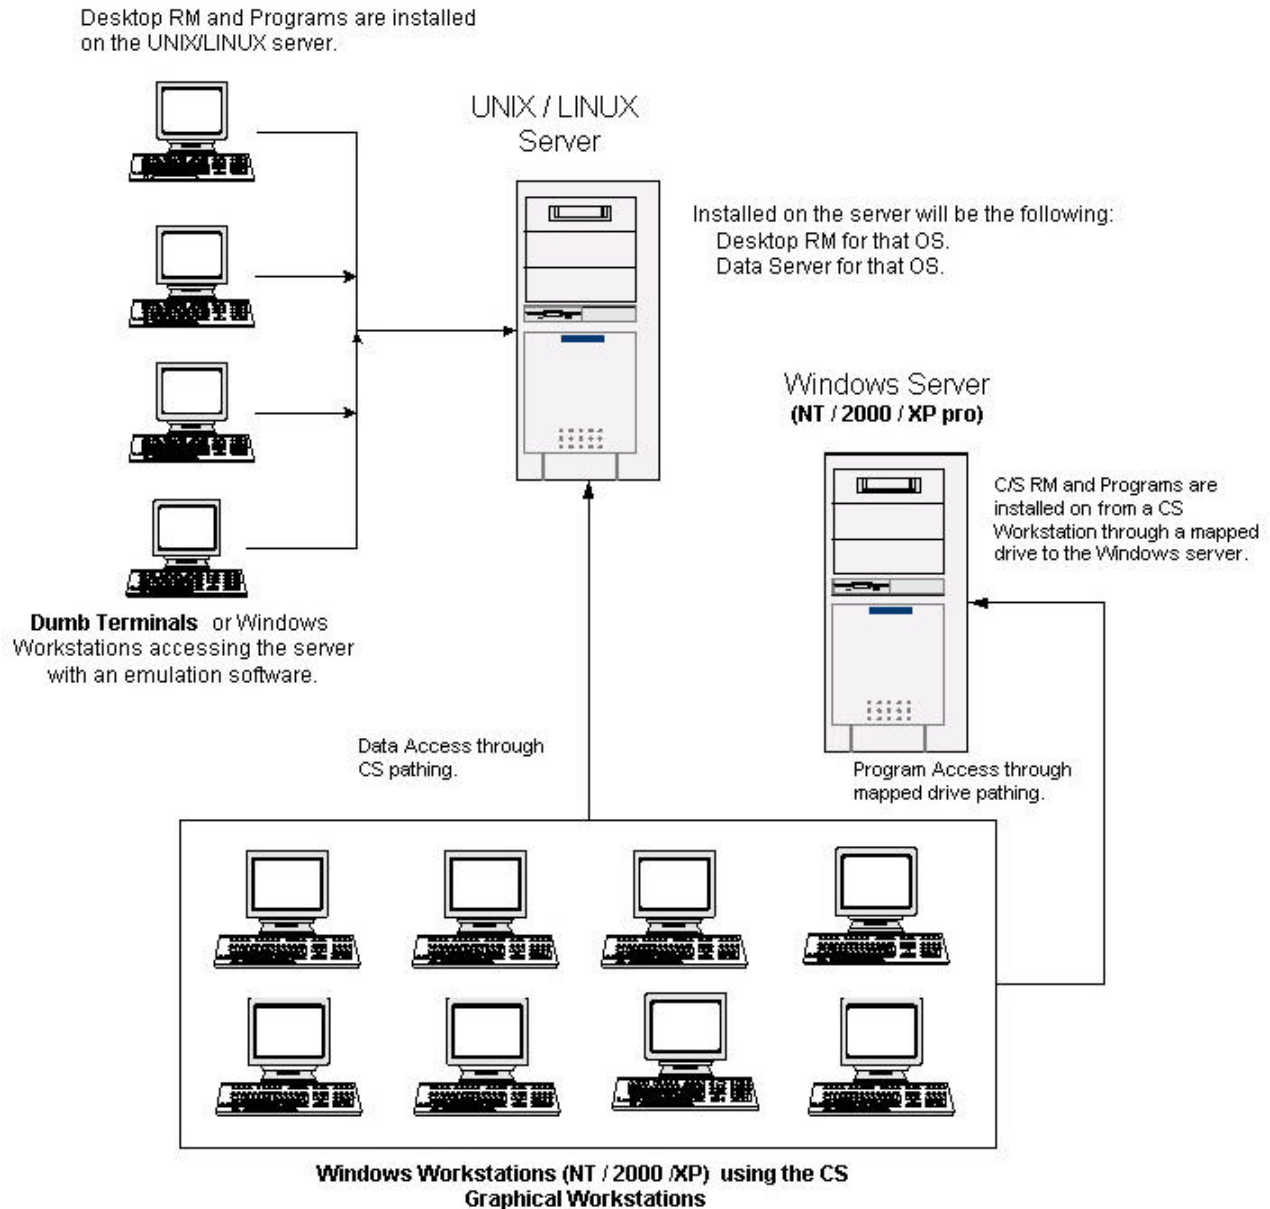 Desktop RM and Programs are installed
on the UNIX/LINUX server.
UNIX / LINUX
Server
Installed on the server will be the following:
Desktop RM for that OS.
Data Server for that OS.
Windows Server
(NT / 2000 / XP pro)
C/S RM and Programs are
installed on from a CS
Workstation through a mapped
drive to the Windows server.
Dumb Terminals or Windows
Workstations accessing the server
with an emulation software.
Data Access through
CS pathing.
Program Access through
mapped drive pathing.
Windows Workstations (NT / 2000 /XP) using the CS
Graphical Workstations